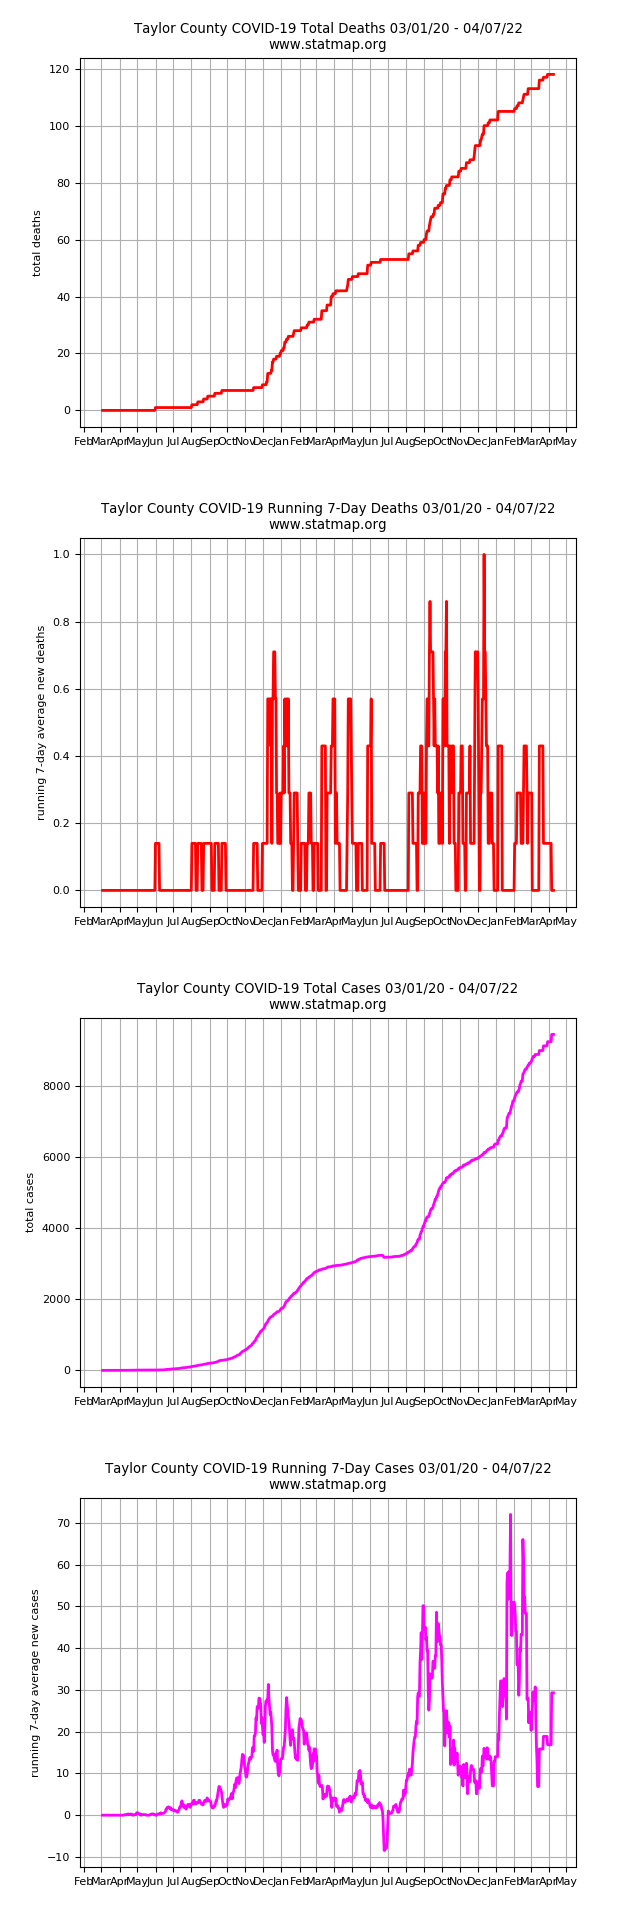 Taylor County COVID-19 Total Deaths 03/01/20 - 04/07/22
www.statmap.org
120
100
80
60
40
20
0
total deaths
Feb Mar Apr May Jun Jul Aug Sep Oct Nov Dec Jan Feb Mar Apr May Jun Jul Aug Sep Oct Nov Dec Jan Feb Mar Apr May
Taylor County COVID-19 Running 7-Day Deaths 03/01/20 - 04/07/22
www.statmap.org
1.0
0.8
0.6
0.4
0.2
0.0
running 7-day average new deaths
Feb Mar Apr May Jun Jul Aug Sep Oct Nov Dec Jan Feb Mar Apr May Jun Jul Aug Sep Oct Nov Dec Jan Feb Mar Apr May
Taylor County COVID-19 Total Cases 03/01/20 - 04/07/22
www.statmap.org
8000
6000
4000
2000
0
total cases
Feb Mar Apr May Jun Jul Aug Sep Oct Nov Dec Jan Feb Mar Apr May Jun Jul Aug Sep Oct Nov Dec Jan Feb Mar Apr May
Taylor County COVID-19 Running 7-Day Cases 03/01/20 - 04/07/22
www.statmap.org
70
60
50
40
30
20
10
0
−10
running 7-day average new cases
Feb Mar Apr May Jun Jul Aug Sep Oct Nov Dec Jan Feb Mar Apr May Jun Jul Aug Sep Oct Nov Dec Jan Feb Mar Apr May